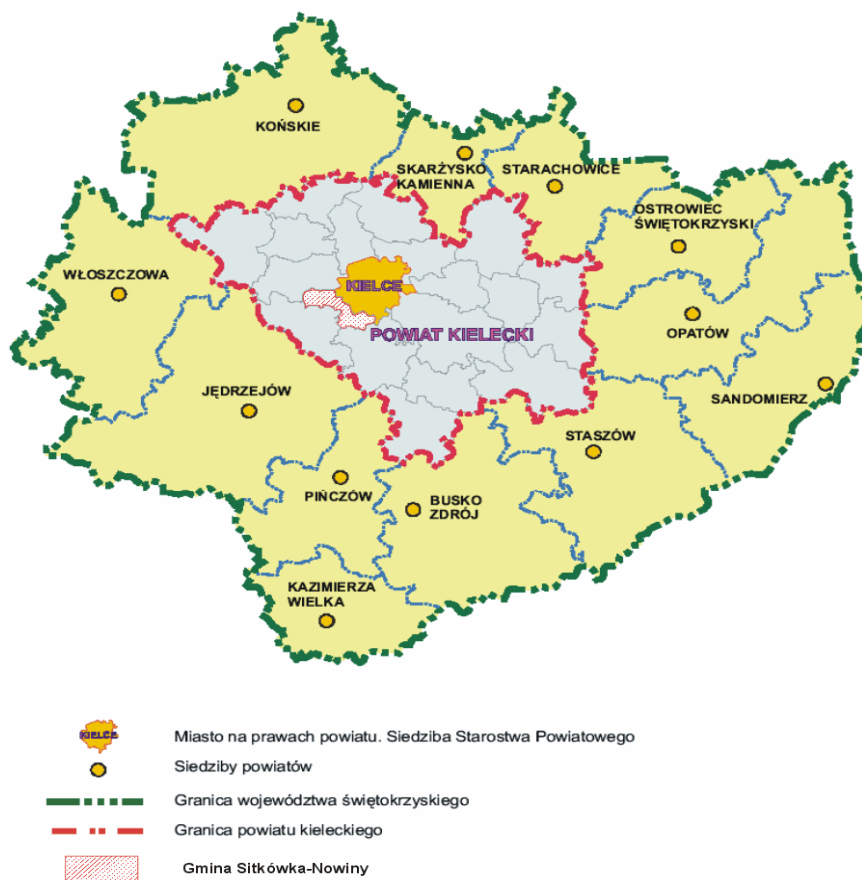 KOŃSKIE
SKARŻYSKO
KAMIENNA
STARACHOWICE
OSTROWIEC
ŚWIĘTOKRZYSKI
WŁOSZCZOWA
KIELCE
POWIAT KIELECKI
OPATÓW
JĘDRZEJÓW
SANDOMIERZ
STASZÓW
PIŃCZÓW
BUSKO
ZDRÓJ
KAZIMIERZA
WIELKA
KIELCE
Miasto na prawach powiatu. Siedziba Starostwa Powiatowego
Siedziby powiatów
Granica województwa świętokrzyskiego
Granica powiatu kieleckiego
Gmina Sitkówka-Nowiny